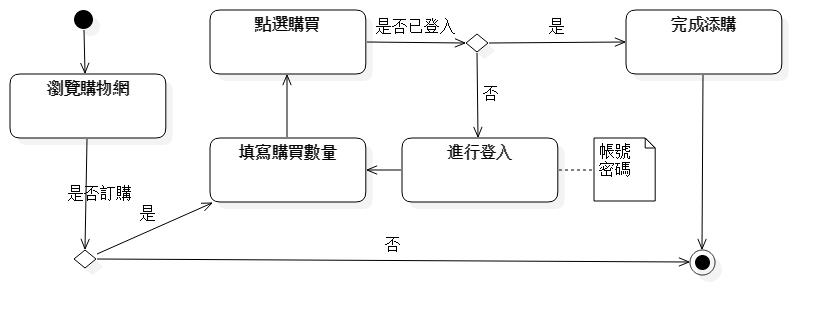 點選購買
是否已登入
是
完成添購
瀏覽購物網
否
填寫購買數量
進行登入
帳號
密碼
是否訂購
是
否